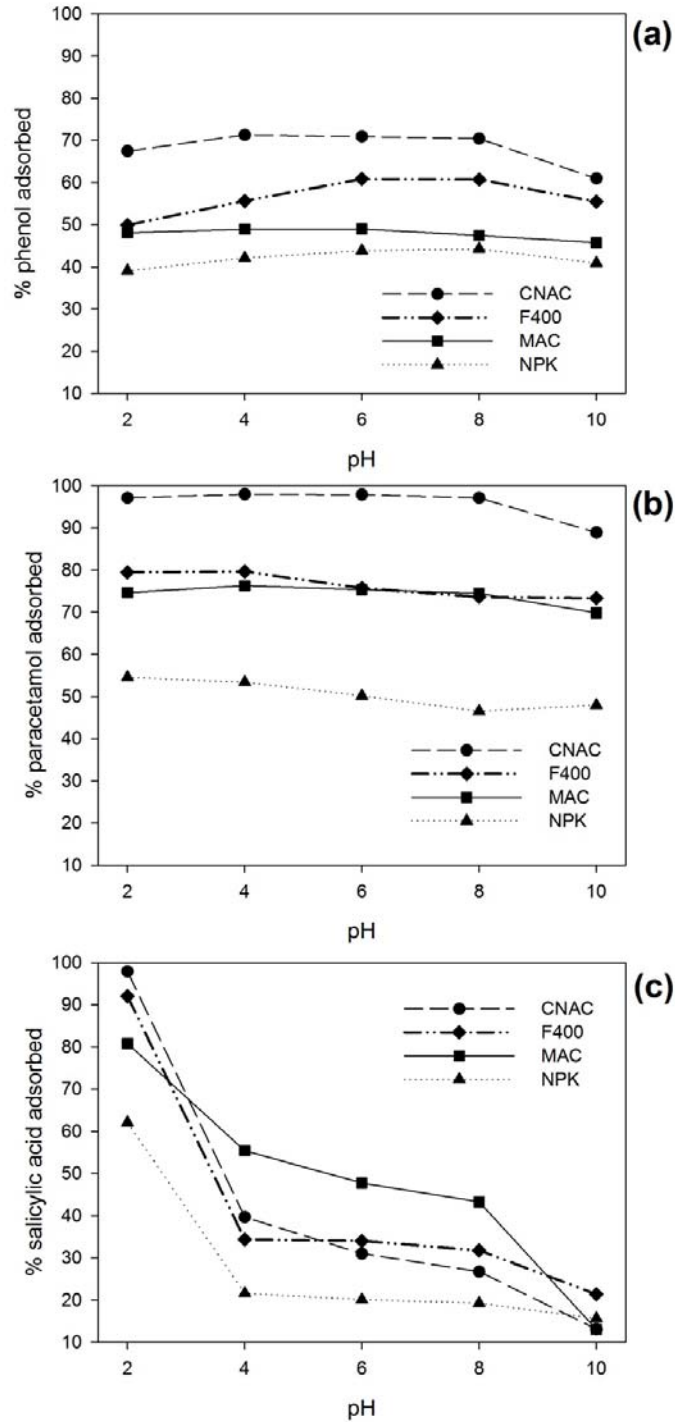 (a)
% phenol adsorbed
100
90
80
70
60
50
40
30
20
10
CNAC
F400
MAC
NPK
2 4 6 8 10
pH
(b)
% paracetamol adsorbed
100
90
80
70
60
50
40
30
20
10
CNAC
F400
MAC
NPK
2 4 6 8 10
pH
(c)
% salicylic acid adsorbed
100
90
80
70
60
50
40
30
20
10
CNAC
F400
MAC
NPK
2 4 6 8 10
pH